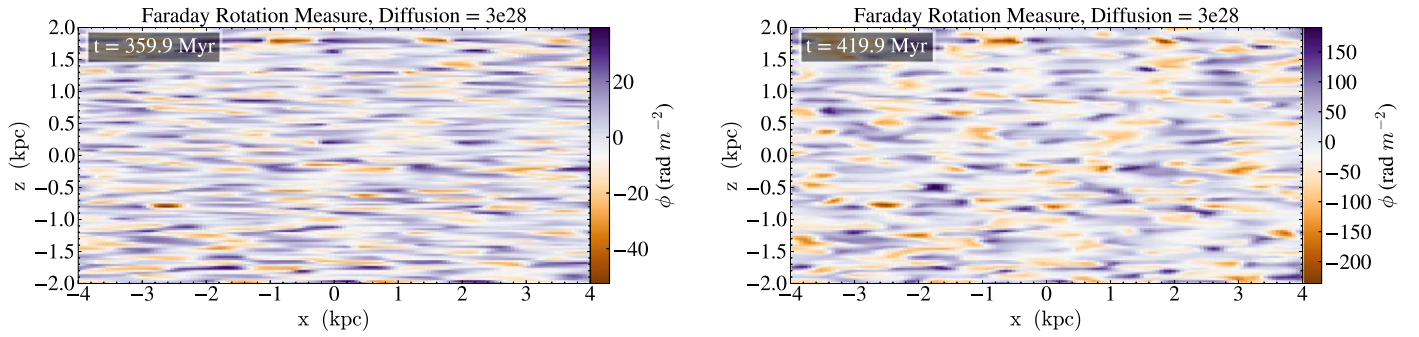 Faraday Rotation Measure, Diffusion = 3e28
t = 359.9 Myr
2.0
1.5
1.0
0.5
0.0
−0.5
−1.0
−1.5
−2.0
z (kpc)
−4 −3 −2 −1 0 1 2 3 4
x (kpc)
20
0
−20
−40
ϕ (rad m⁻²)
Faraday Rotation Measure, Diffusion = 3e28
t = 419.9 Myr
2.0
1.5
1.0
0.5
0.0
−0.5
−1.0
−1.5
−2.0
z (kpc)
−4 −3 −2 −1 0 1 2 3 4
x (kpc)
150
100
50
0
−50
−100
−150
−200
ϕ (rad m⁻²)